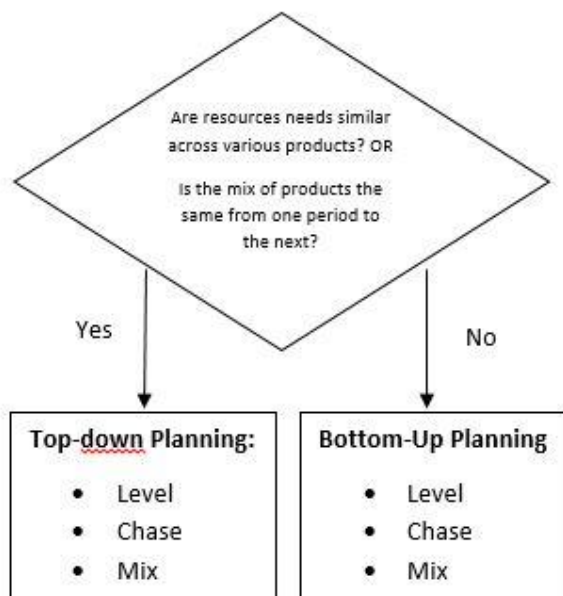 Are resources needs similar
across various products? OR
Is the mix of products the
same from one period to
the next?
Yes
No
Top-down Planning:
• Level
• Chase
• Mix
Bottom-Up Planning
• Level
• Chase
• Mix